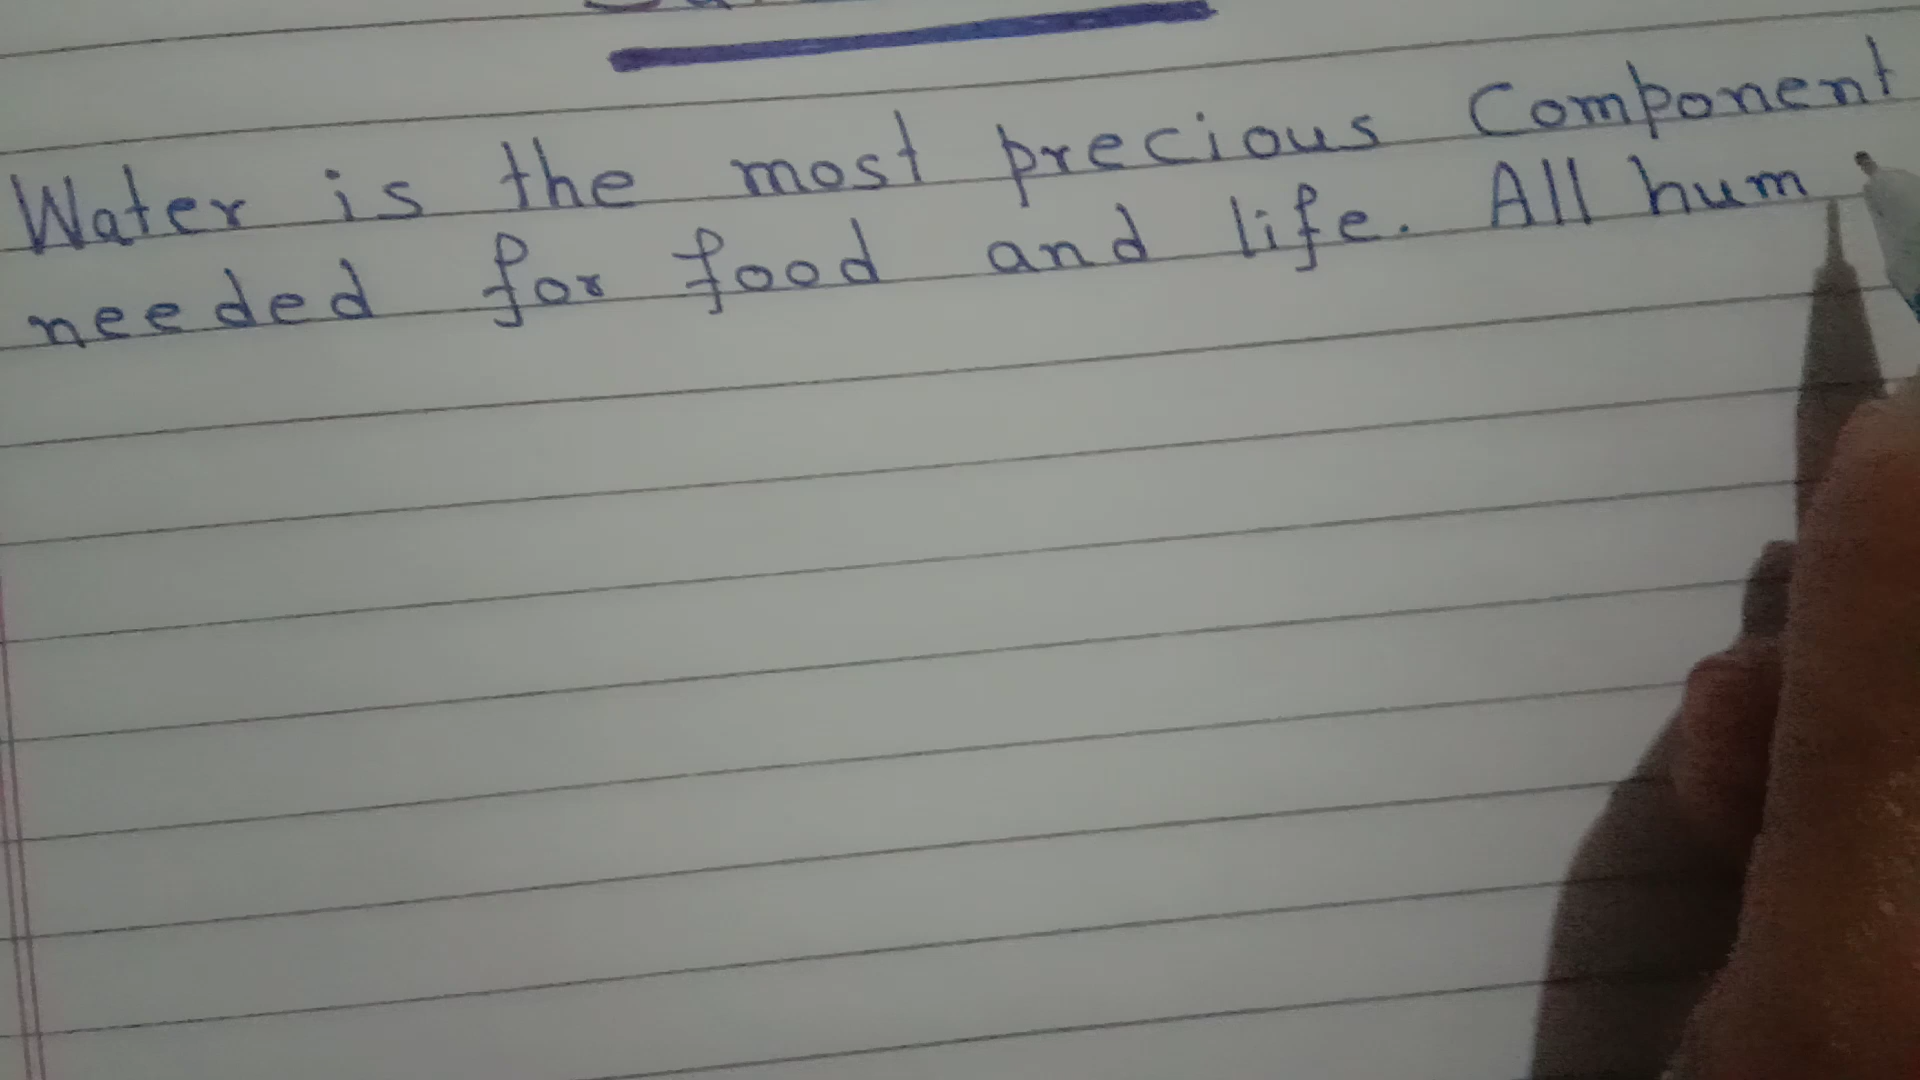 Water is the most precious Component
needed for food and life. All hum